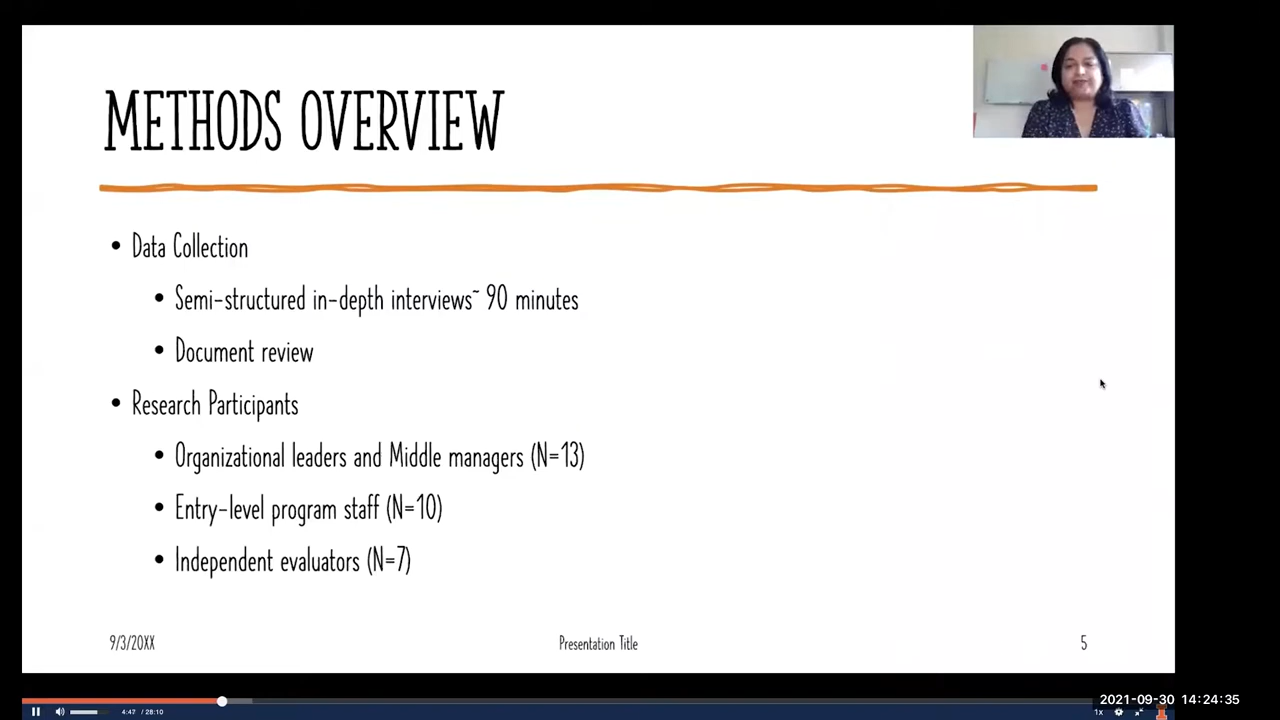 METHODS OVERVIEW
• Data Collection
• Semi-structured in-depth interviews~ 90 minutes
• Document review
• Research Participants
• Organizational leaders and Middle managers (N=13)
• Entry-level program staff (N=10)
• Independent evaluators (N=7)
9/3/20XX
Presentation Title
5
2021-09-30 14:24:35
4:47 / 28:10
1x